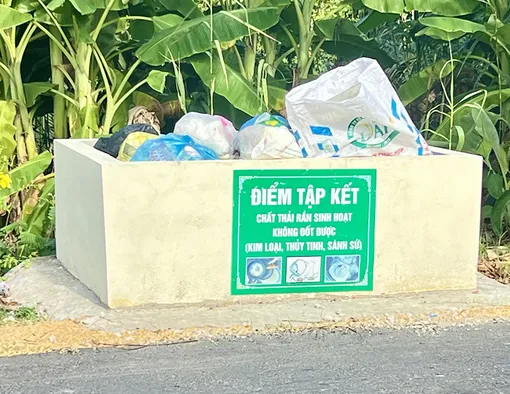 ĐIỂM TẬP KẾT
CHẤT THẢI RẮN SINH HOẠT
KHÔNG ĐỐT ĐƯỢC
(KIM LOẠI, THỦY TINH, SÀNH SỨ)